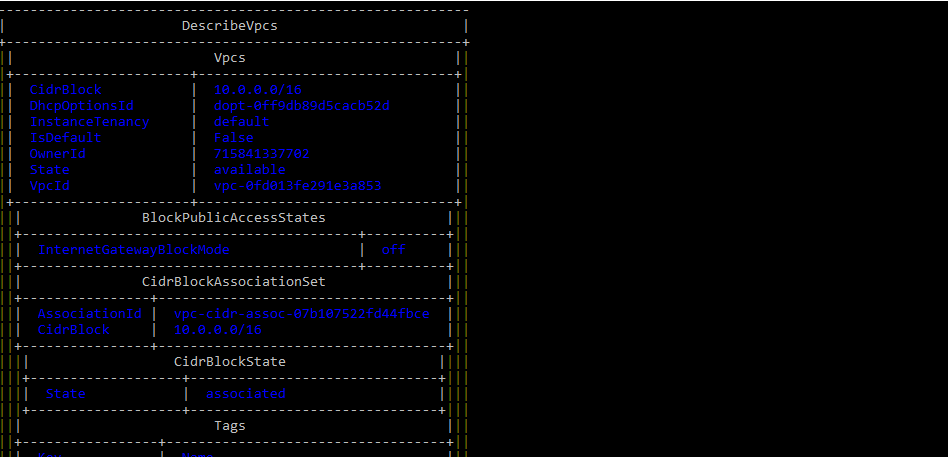 DescribeVpcs
Vpcs
CidrBlock | 10.0.0.0/16
DhcpOptionsId | dopt-0ff9db89d5cacb52d
InstanceTenancy | default
IsDefault | False
OwnerId | 715841337702
State | available
VpcId | vpc-0fd013fe291e3a853
BlockPublicAccessStates
InternetGatewayBlockMode | off
CidrBlockAssociationSet
AssociationId | vpc-cidr-assoc-07b107522fd44fbce
CidrBlock | 10.0.0.0/16
CidrBlockState
State | associated
Tags
Key | Name